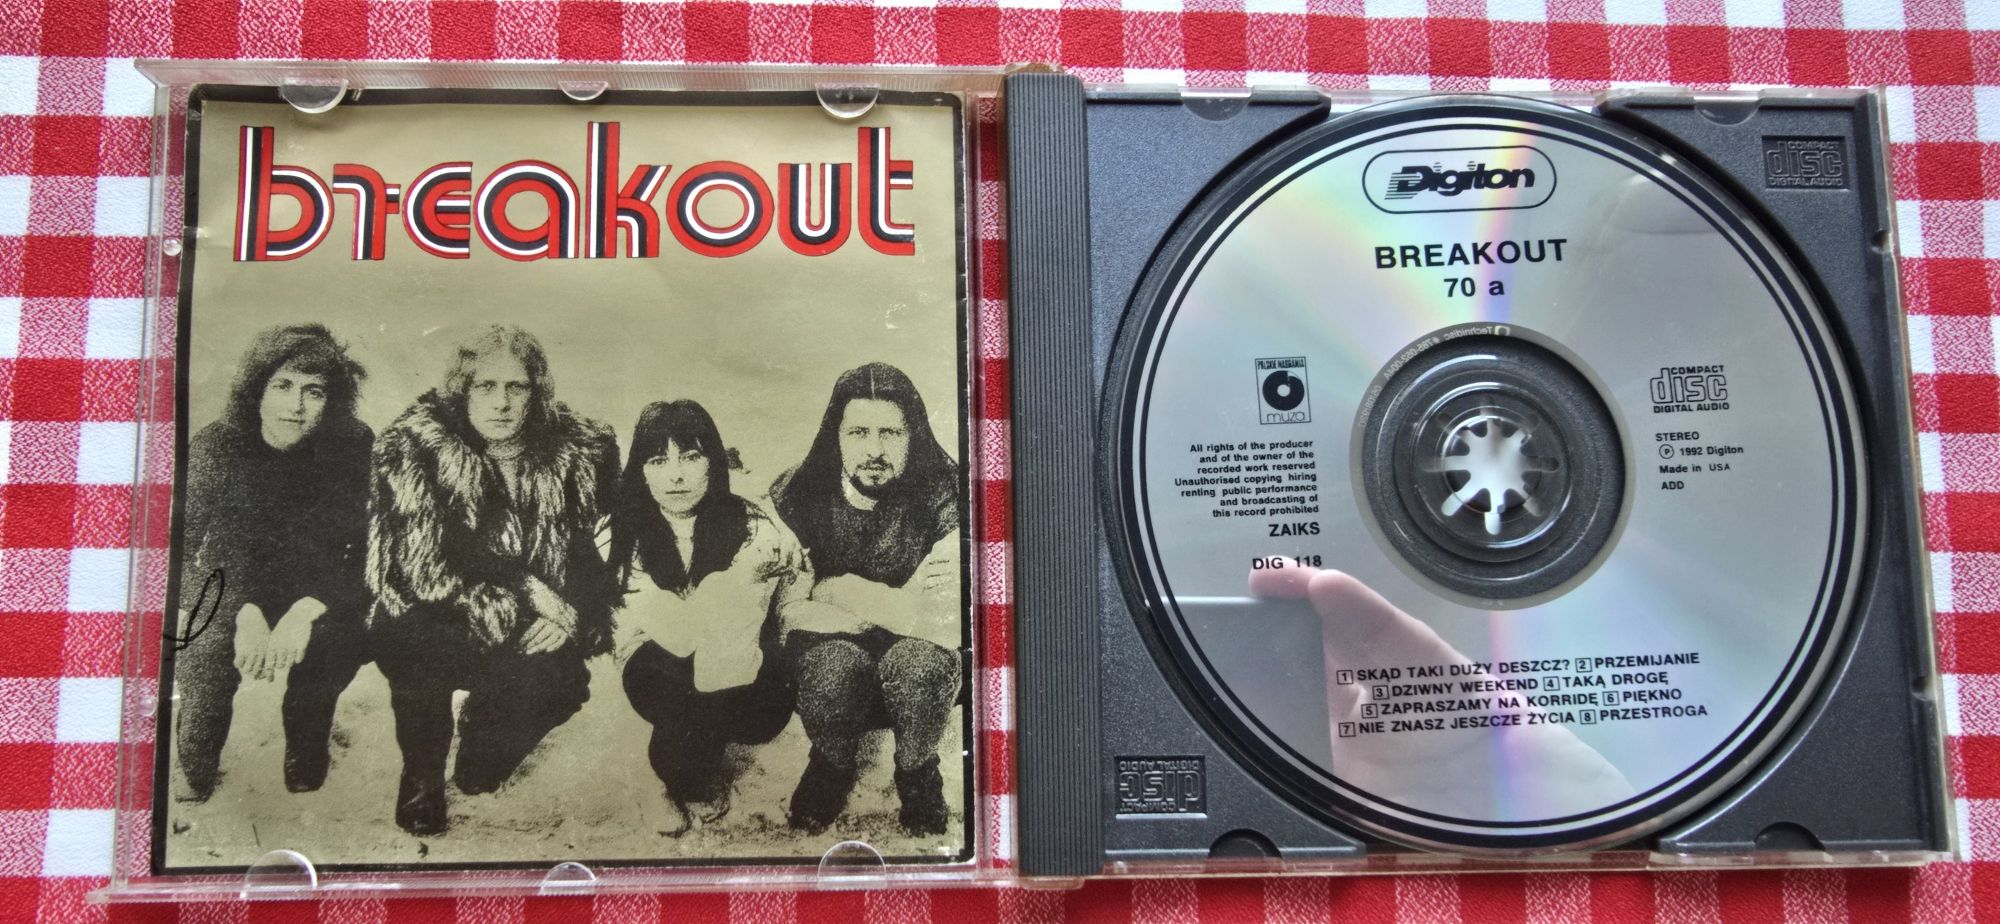 breakout
Digiton
BREAKOUT
70 a
POLSKIE NAGRANIA
muza
COMPACT
disc
DIGITAL AUDIO
STEREO
Ⓟ 1992 Digiton
Made in USA
ADD
All rights of the producer
and of the owner of the
recorded work reserved
Unauthorised copying hiring
renting public performance
and broadcasting of
this record prohibited
ZAIKS
DIG 118
1 SKĄD TAKI DUŻY DESZCZ? 2 PRZEMIJANIE
3 DZIWNY WEEKEND 4 TAKĄ DROGĘ
5 ZAPRASZAMY NA KORRIDĘ 6 PIĘKNO
7 NIE ZNASZ JESZCZE ŻYCIA 8 PRZESTROGA
COMPACT
disc
DIGITAL AUDIO
COMPACT
disc
DIGITAL AUDIO
Technidisc